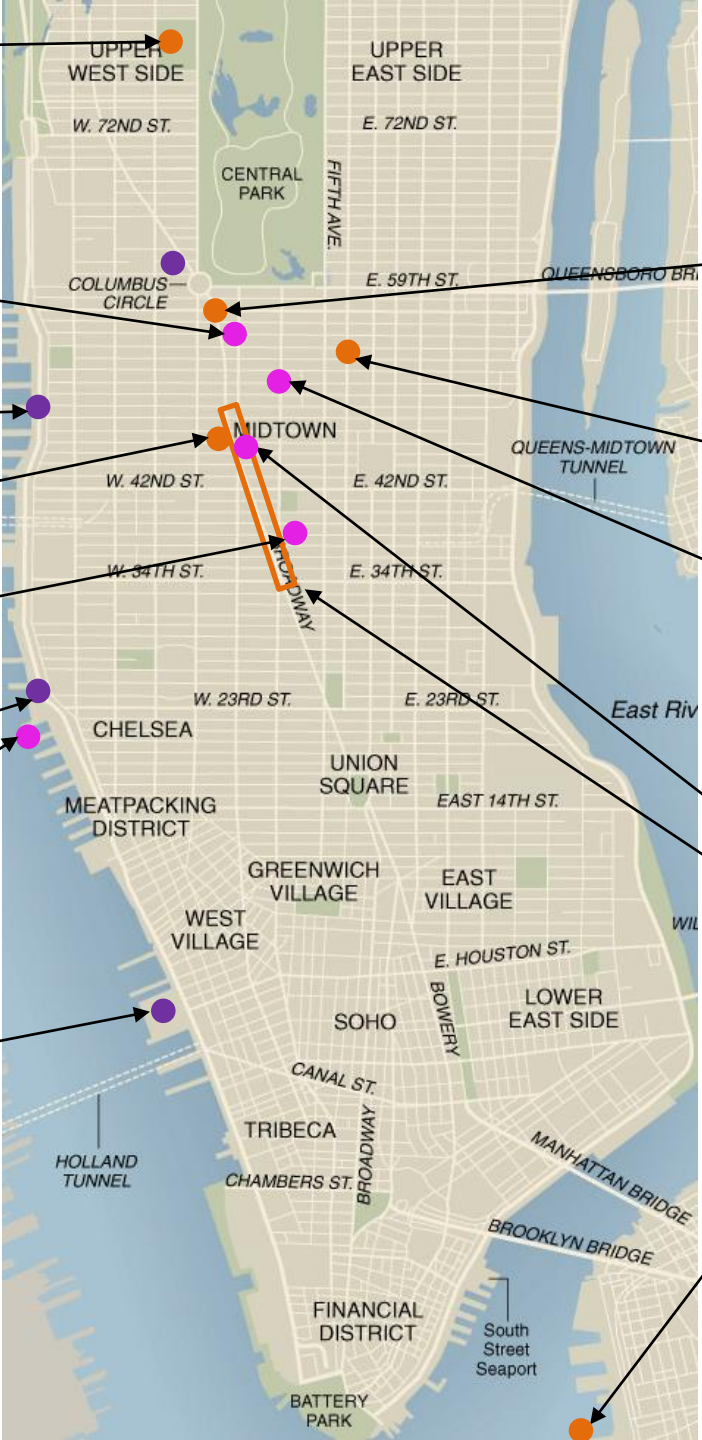 UPPER
WEST SIDE
UPPER
EAST SIDE
W. 72ND ST.
E. 72ND ST.
CENTRAL
PARK
FIFTH AVE.
COLUMBUS
CIRCLE
E. 59TH ST.
QUEENSBORO BRI
MIDTOWN
QUEENS-MIDTOWN
TUNNEL
W. 42ND ST.
E. 42ND ST.
W. 34TH ST.
BROADWAY
E. 34TH ST.
W. 23RD ST.
E. 23RD ST.
East Riv
CHELSEA
UNION
SQUARE
MEATPACKING
DISTRICT
EAST 14TH ST.
GREENWICH
VILLAGE
EAST
VILLAGE
WEST
VILLAGE
WIL
E. HOUSTON ST.
BOWERY
LOWER
EAST SIDE
SOHO
CANAL ST.
TRIBECA
BROADWAY
HOLLAND
TUNNEL
CHAMBERS ST.
MANHATTAN BRIDGE
BROOKLYN BRIDGE
FINANCIAL
DISTRICT
South
Street
Seaport
BATTERY
PARK